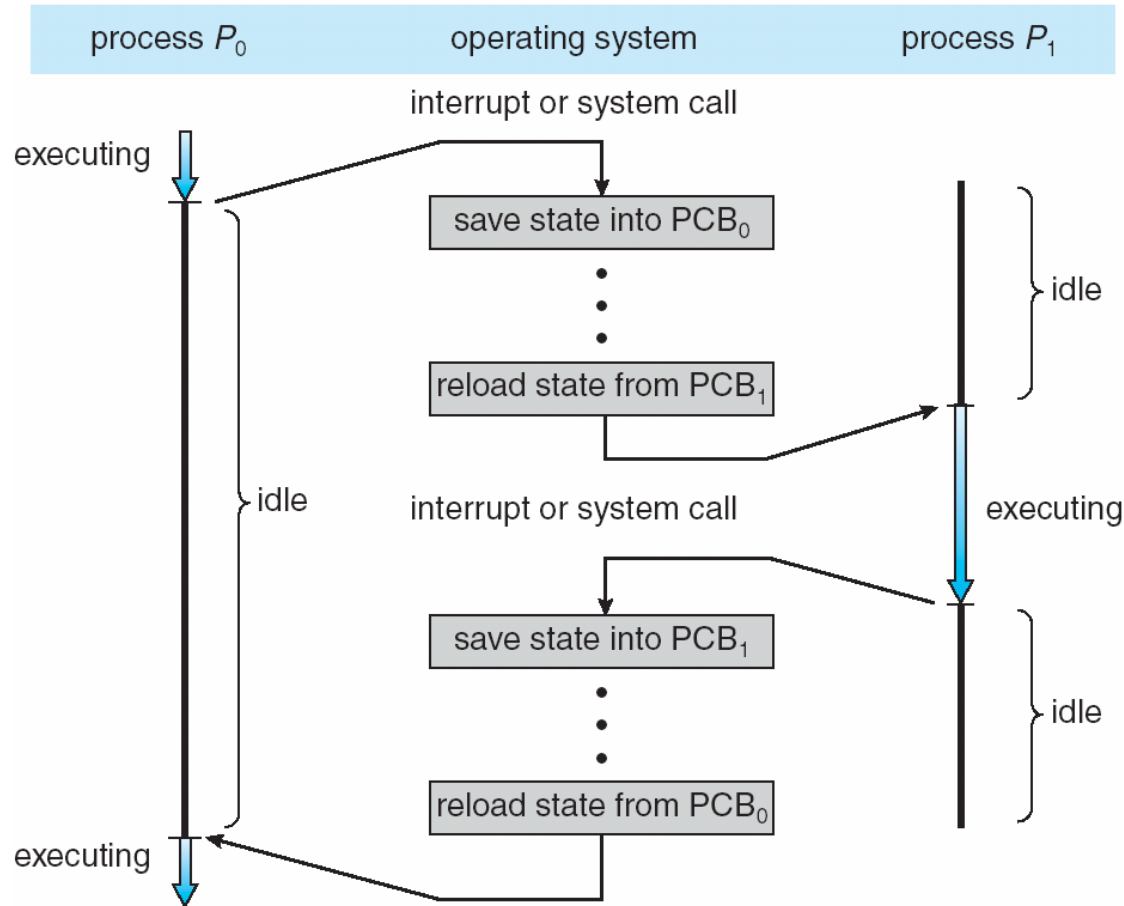 process P₀ operating system process P₁
interrupt or system call
executing
save state into PCB₀
idle
reload state from PCB₁
idle
interrupt or system call
executing
save state into PCB₁
idle
reload state from PCB₀
executing